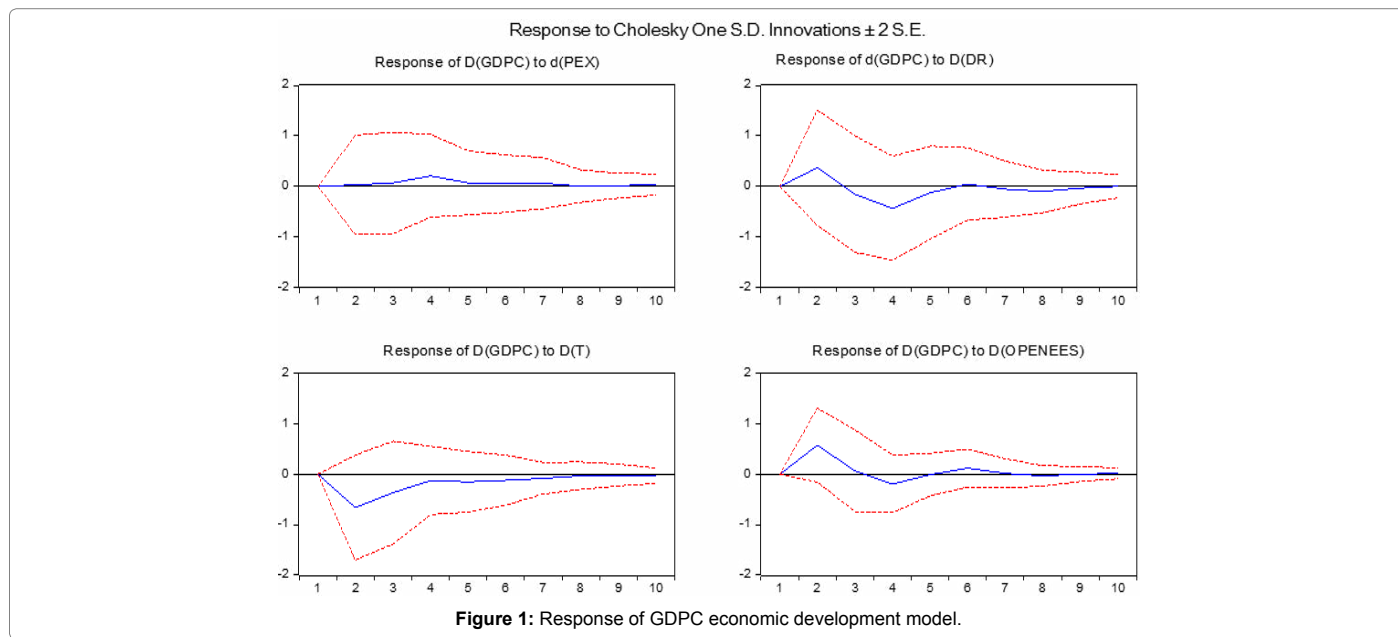 Response to Cholesky One S.D. Innovations ± 2 S.E.
Response of D(GDPC) to d(PEX)
2
1
0
-1
-2
1 2 3 4 5 6 7 8 9 10
Response of d(GDPC) to D(DR)
2
1
0
-1
-2
1 2 3 4 5 6 7 8 9 10
Response of D(GDPC) to D(T)
2
1
0
-1
-2
1 2 3 4 5 6 7 8 9 10
Response of D(GDPC) to D(OPENEES)
2
1
0
-1
-2
1 2 3 4 5 6 7 8 9 10
Figure 1: Response of GDPC economic development model.